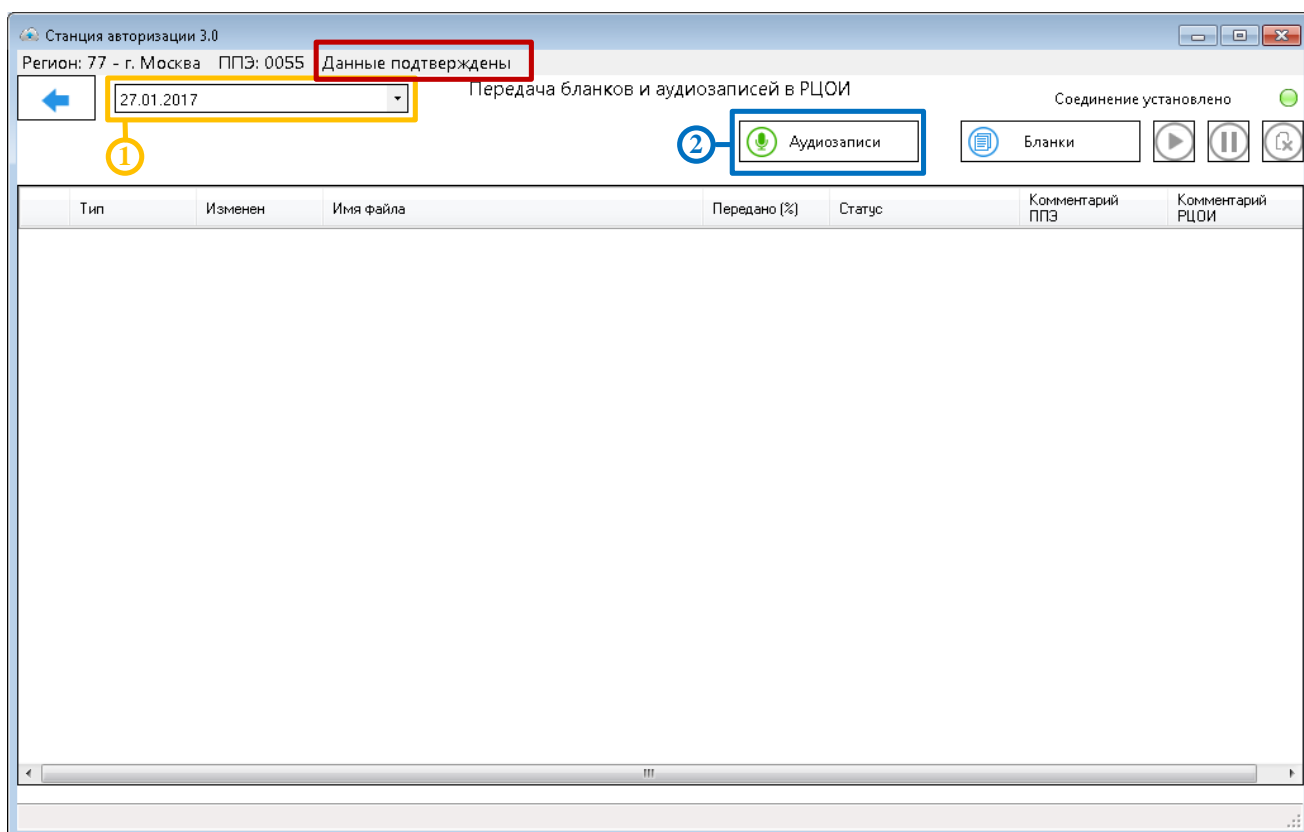 Станция авторизации 3.0
Регион: 77 - г. Москва ППЭ: 0055 Данные подтверждены
27.01.2017
Передача бланков и аудиозаписей в РЦОИ
Соединение установлено
1
2
Аудиозаписи
Бланки
Тип Изменен Имя файла Передано (%) Статус Комментарий ППЭ Комментарий РЦОИ